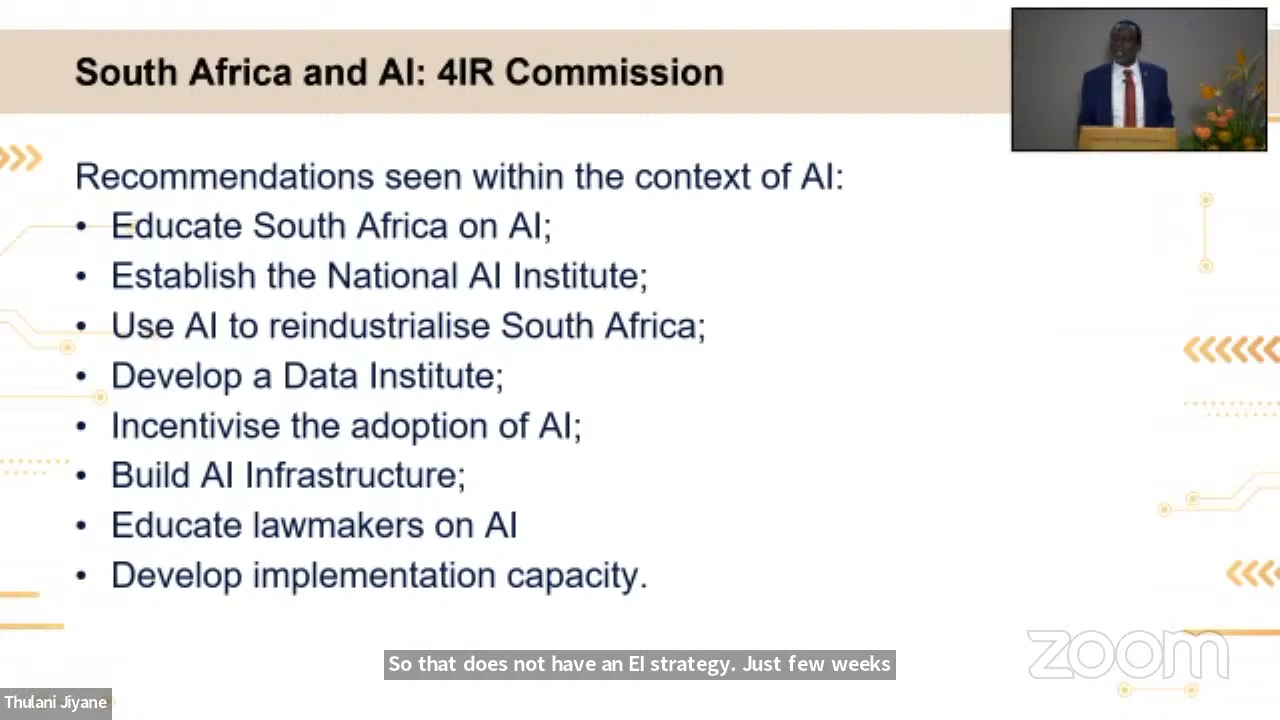 South Africa and AI: 4IR Commission
Recommendations seen within the context of AI:
• Educate South Africa on AI;
• Establish the National AI Institute;
• Use AI to reindustrialise South Africa;
• Develop a Data Institute;
• Incentivise the adoption of AI;
• Build AI Infrastructure;
• Educate lawmakers on AI
• Develop implementation capacity.
So that does not have an EI strategy. Just few weeks
zoom
Thulani Jiyane